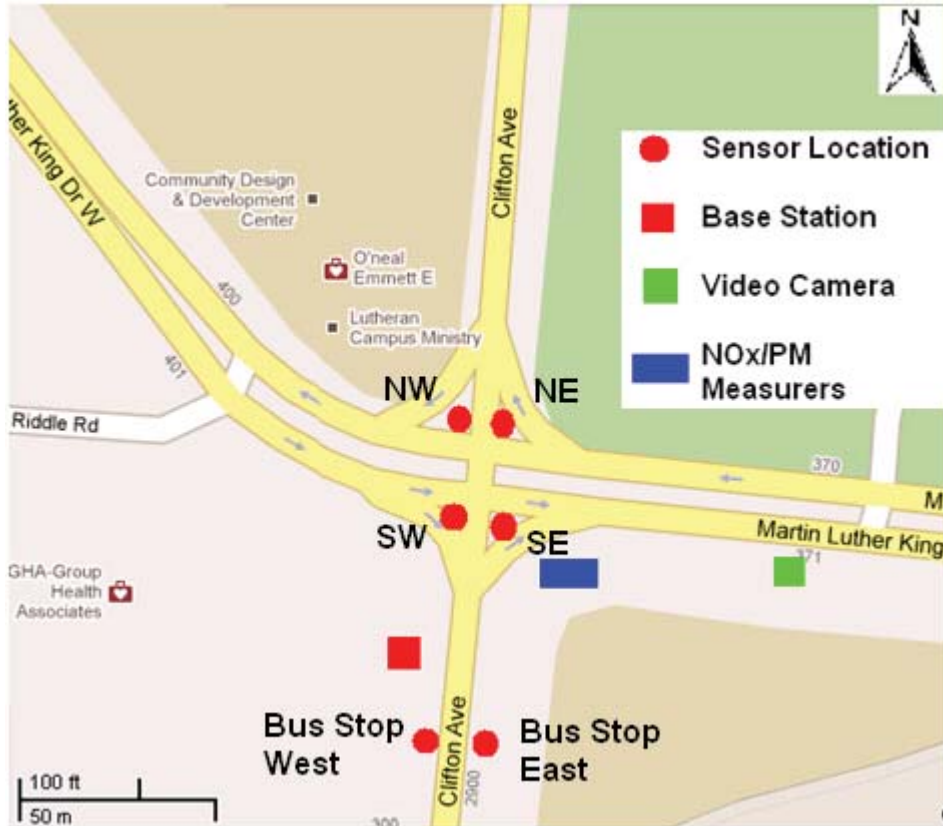 N
Clifton Ave
ther King Dr W
Community Design
& Development
Center
O'neal
Emmett E
Lutheran
Campus Ministry
400
401
Riddle Rd
Sensor Location
Base Station
Video Camera
NOx/PM
Measurers
NW
NE
370
M
SW
SE
Martin Luther King
371
GHA-Group
Health
Associates
Bus Stop
West
Bus Stop
East
Clifton Ave
2900
300
100 ft
50 m